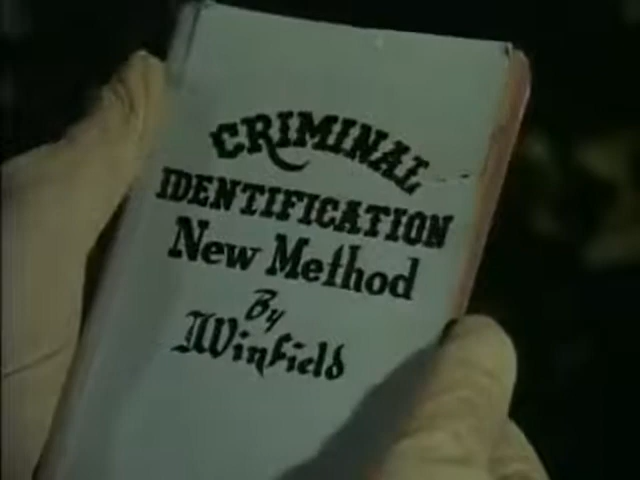 CRIMINAL
IDENTIFICATION
New Method
By
Winfield